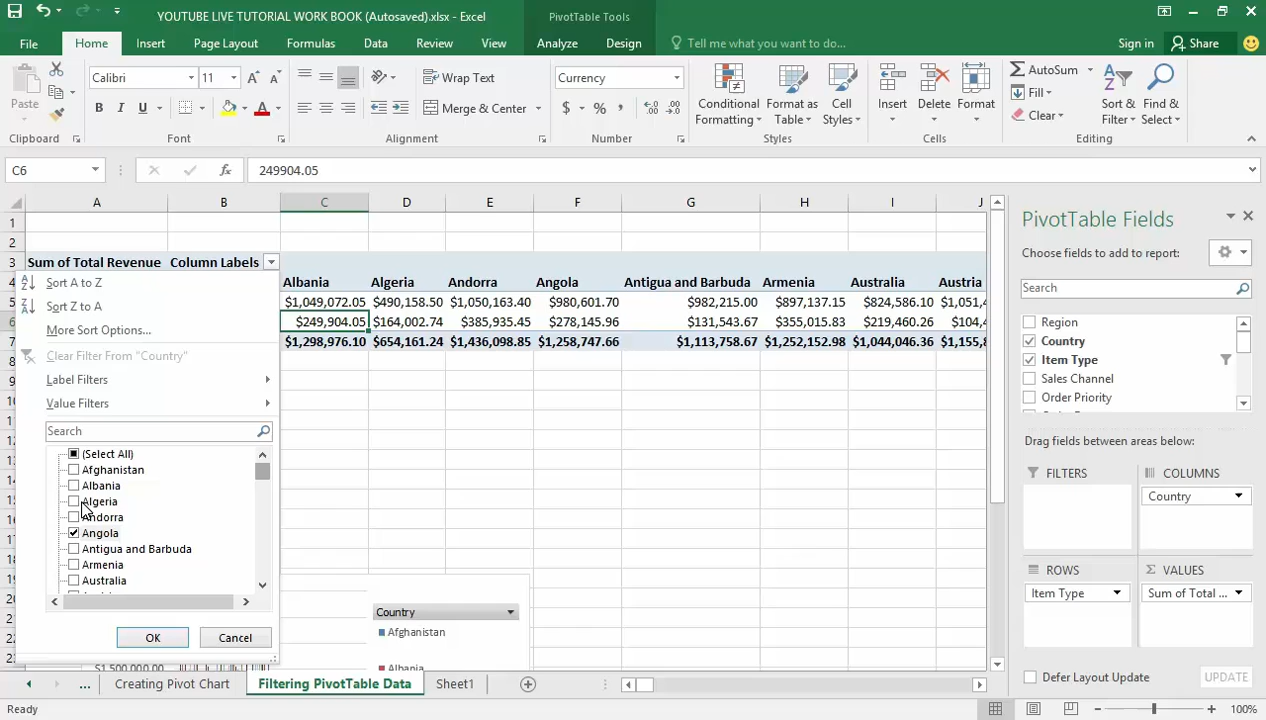 YOUTUBE LIVE TUTORIAL WORK BOOK (Autosaved).xlsx - Excel
PivotTable Tools
File Home Insert Page Layout Formulas Data Review View Analyze Design Tell me what you want to do... Sign in Share
Calibri 11 Wrap Text Currency AutoSum
Paste Merge & Center Conditional Formatting Format as Table Cell Styles Insert Delete Format Fill Clear Sort & Filter Find & Select
Clipboard Font Alignment Number Styles Cells Editing
C6 fx 249904.05
A B C D E F G H I J
1
2
3 Sum of Total Revenue Column Labels
Albania Algeria Andorra Angola Antigua and Barbuda Armenia Australia Austria
$1,049,072.05 $490,158.50 $1,050,163.40 $980,601.70 $982,215.00 $897,137.15 $824,586.10 $1,051,4
$249,904.05 $164,002.74 $385,935.45 $278,145.96 $131,543.67 $355,015.83 $219,460.26 $104,4
$1,298,976.10 $654,161.24 $1,436,098.85 $1,258,747.66 $1,113,758.67 $1,252,152.98 $1,044,046.36 $1,155,8
Sort A to Z
Sort Z to A
More Sort Options...
Clear Filter From "Country"
Label Filters
Value Filters
Search
(Select All)
Afghanistan
Albania
Algeria
Andorra
Angola
Antigua and Barbuda
Armenia
Australia
OK Cancel
$1,500,000.00
Country
Afghanistan
Albania
PivotTable Fields
Choose fields to add to report:
Search
Region
Country
Item Type
Sales Channel
Order Priority
Drag fields between areas below:
FILTERS COLUMNS
Country
ROWS VALUES
Item Type Sum of Total ...
Defer Layout Update UPDATE
... Creating Pivot Chart Filtering PivotTable Data Sheet1
Ready 100%